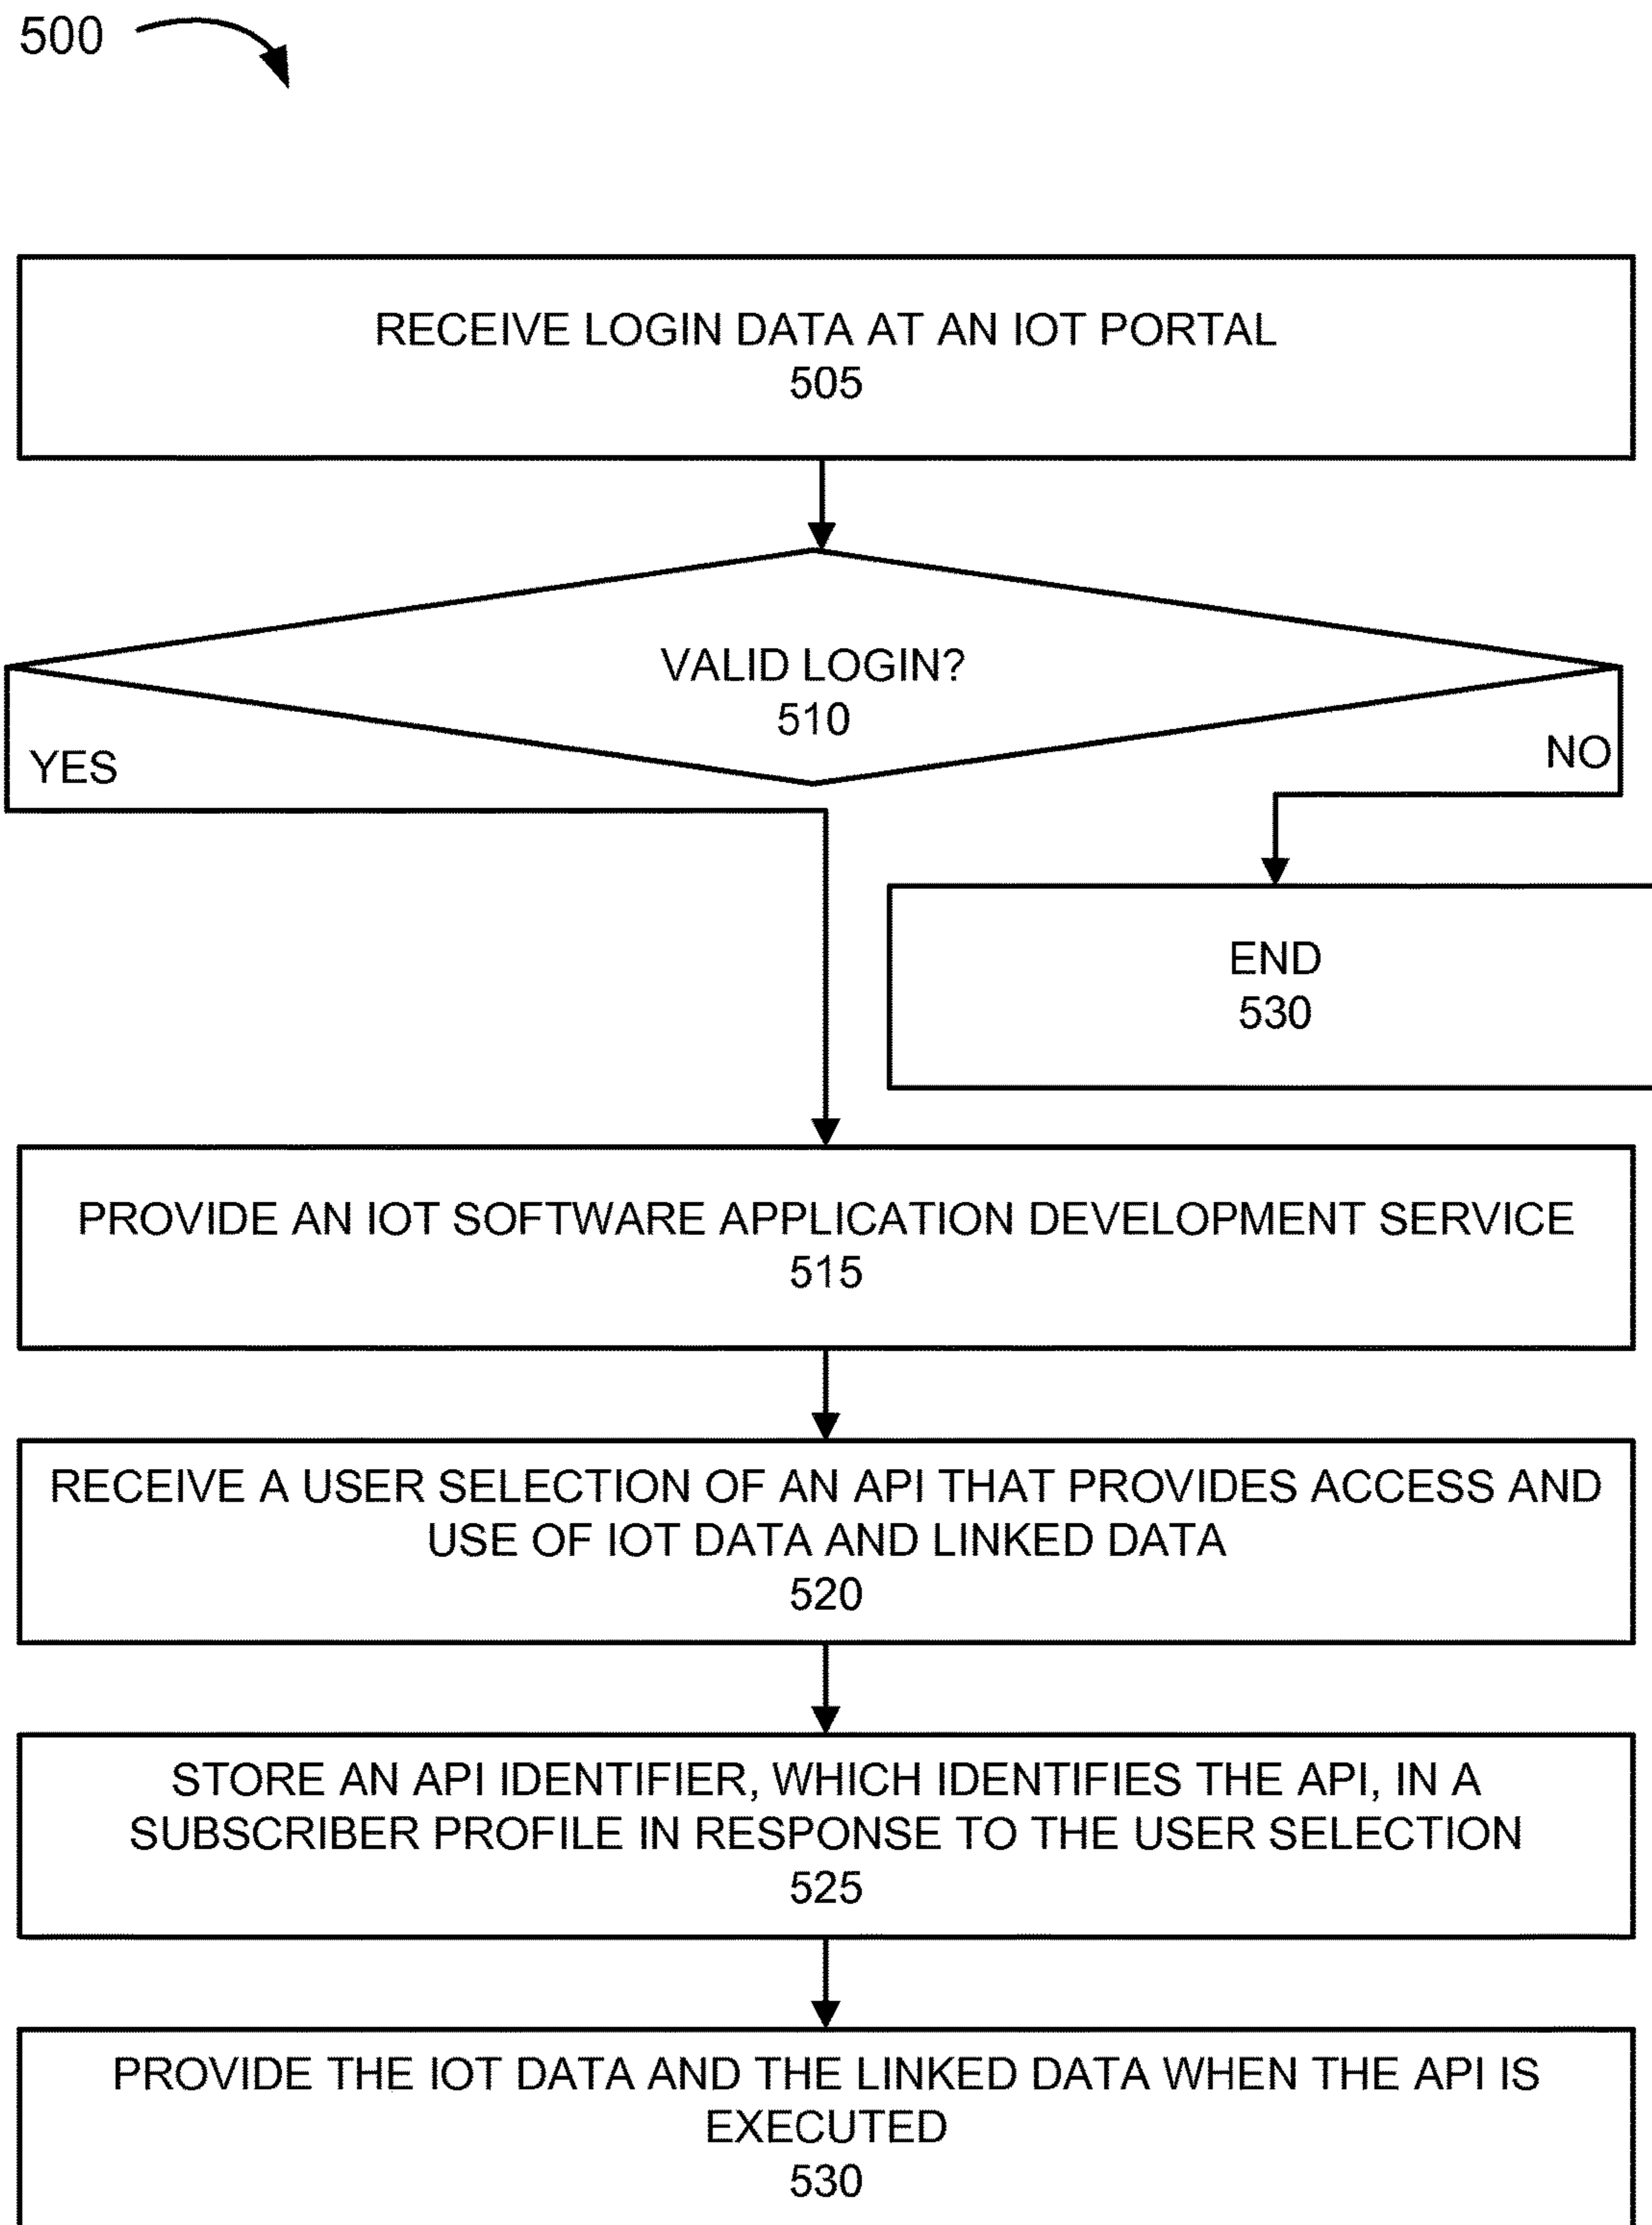 500
RECEIVE LOGIN DATA AT AN IOT PORTAL
505
VALID LOGIN?
510
YES
NO
END
530
PROVIDE AN IOT SOFTWARE APPLICATION DEVELOPMENT SERVICE
515
RECEIVE A USER SELECTION OF AN API THAT PROVIDES ACCESS AND
USE OF IOT DATA AND LINKED DATA
520
STORE AN API IDENTIFIER, WHICH IDENTIFIES THE API, IN A
SUBSCRIBER PROFILE IN RESPONSE TO THE USER SELECTION
525
PROVIDE THE IOT DATA AND THE LINKED DATA WHEN THE API IS
EXECUTED
530